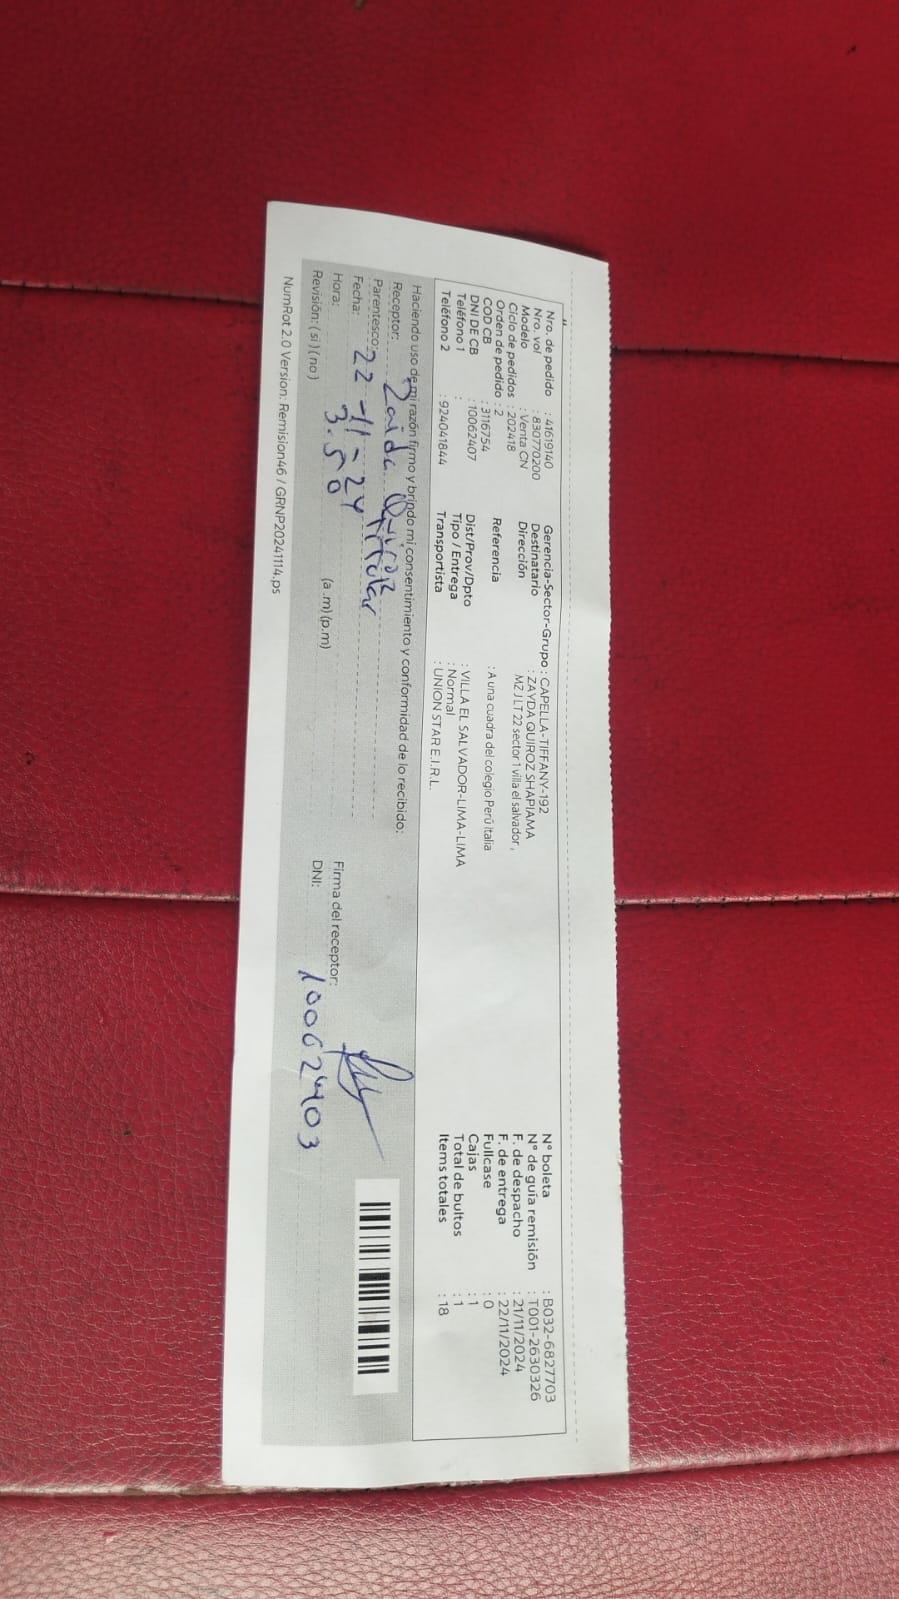 Nro. de pedido : 41619140
Nro. vol : 830770200
Modelo : Venta CN
Ciclo de pedidos : 202418
Orden de pedido : 2
COD CB : 3116754
DNI DE CB : 10062407
Teléfono 1 :
Teléfono 2 : 924041844
Gerencia-Sector-Grupo : CAPELLA-TIFFANY-192
Destinatario : ZAYDA QUIROZ SHAPIAMA
Dirección MZ J LT 22 sector 1 villa el salvador ,
Referencia : A una cuadra del colegio Perú Italia
Dist/Prov/Dpto : VILLA EL SALVADOR-LIMA-LIMA
Tipo / Entrega : Normal
Transportista : UNION STAR E.I.R.L.
N° boleta : B032-6827703
N° de guía remisión : T001-2630326
F. de despacho : 21/11/2024
F. de entrega : 22/11/2024
Fullcase : 0
Cajas : 1
Total de bultos : 1
Items totales : 18
Haciendo uso de mi razón firmo y brindo mi consentimiento y conformidad de lo recibido:
Receptor: Zaida Quiroz
Parentesco: Titular
Fecha: 22-11-24
Hora: 3:50 (a .m) (p.m)
Revisión: ( si ) ( no )
Firma del receptor:
DNI: 10062403
NumRot 2.0 Version: Remision46 / GRNP20241114.ps